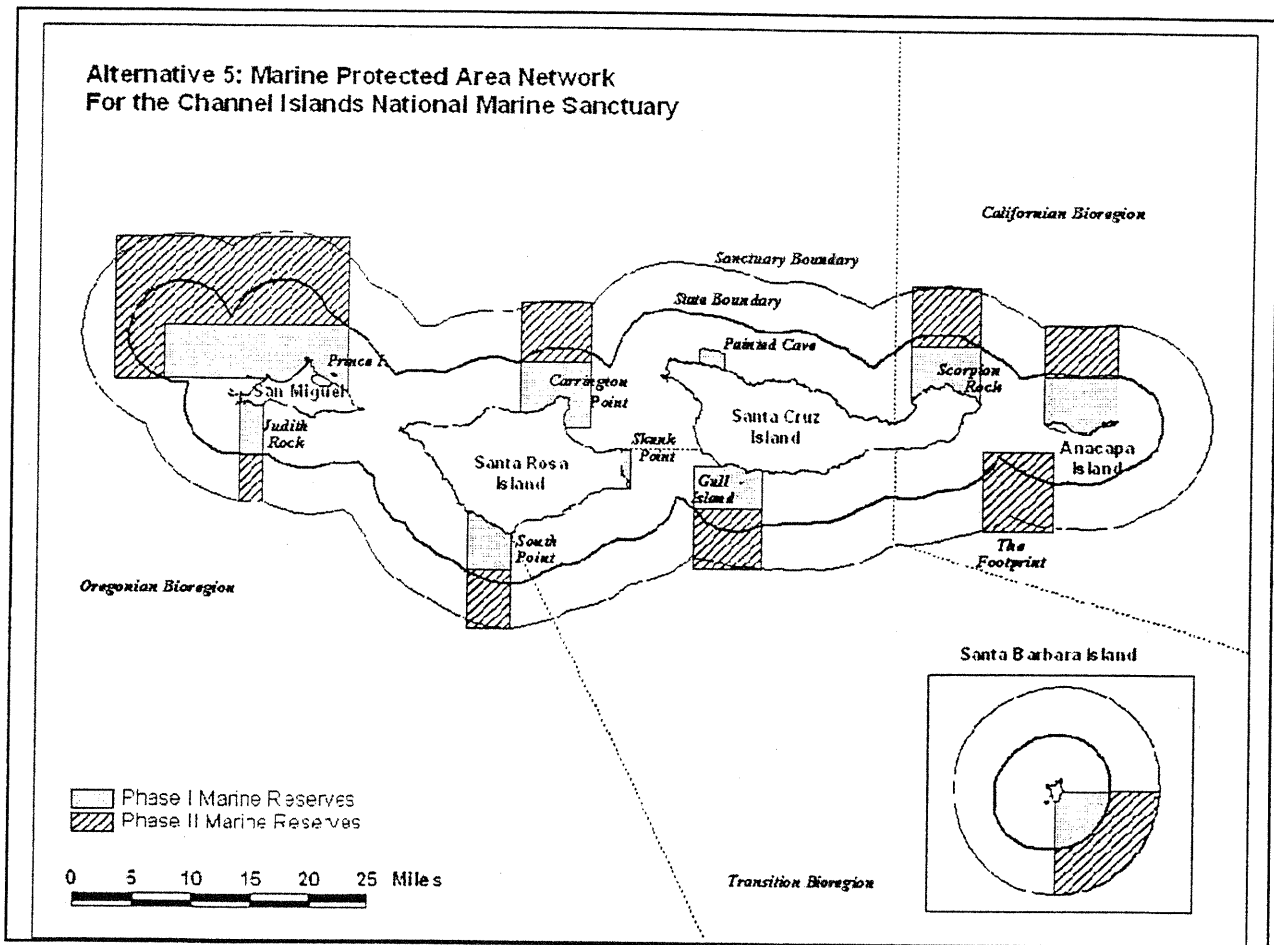 Alternative 5: Marine Protected Area Network
For the Channel Islands National Marine Sanctuary
Californian Bioregion
Sanctuary Boundary
State Boundary
Prince I.
San Miguel
Judith
Rock
Carrington
Point
Painted Cave
Scorpion
Rock
Santa Cruz
Island
Skunk
Point
Santa Rosa
Island
Gull
Island
Anacapa
Island
South
Point
The
Footprint
Oregonian Bioregion
Santa Barbara Island
Phase I Marine Reserves
Phase II Marine Reserves
0 5 10 15 20 25 Miles
Transition Bioregion